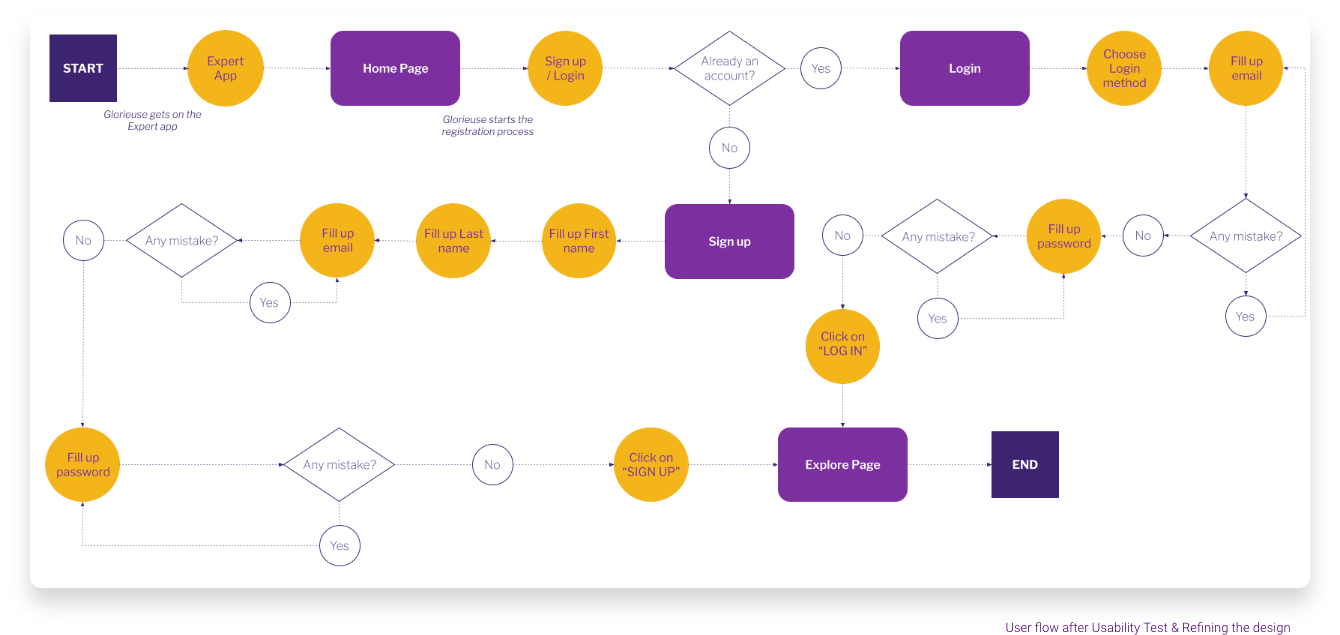 START
Expert
App
Home Page
Sign up
/ Login
Already an
account?
Yes
Login
Choose
Login
method
Fill up
email
Glorieuse gets on the
Expert app
Glorieuse starts the
registration process
No
No
Any mistake?
Fill up
email
Fill up Last
name
Fill up First
name
Sign up
No
Any mistake?
Fill up
password
No
Any mistake?
Yes
Yes
Yes
Click on
“LOG IN”
Fill up
password
Any mistake?
No
Click on
“SIGN UP”
Explore Page
END
Yes
User flow after Usability Test & Refining the design